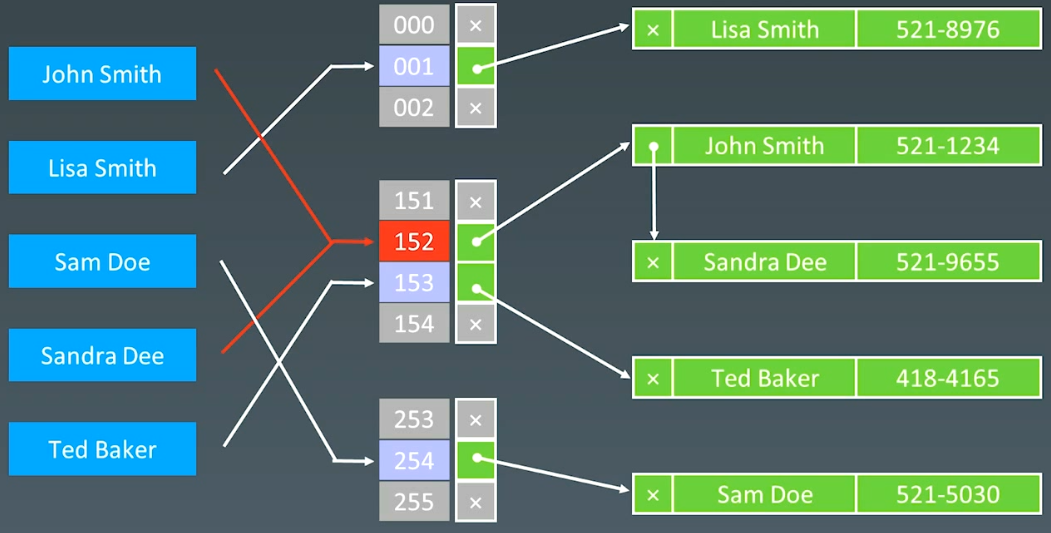 John Smith
Lisa Smith
Sam Doe
Sandra Dee
Ted Baker
000 ×
001
002 ×
151 ×
152
153
154 ×
253 ×
254
255 ×
× Lisa Smith 521-8976
John Smith 521-1234
× Sandra Dee 521-9655
× Ted Baker 418-4165
× Sam Doe 521-5030